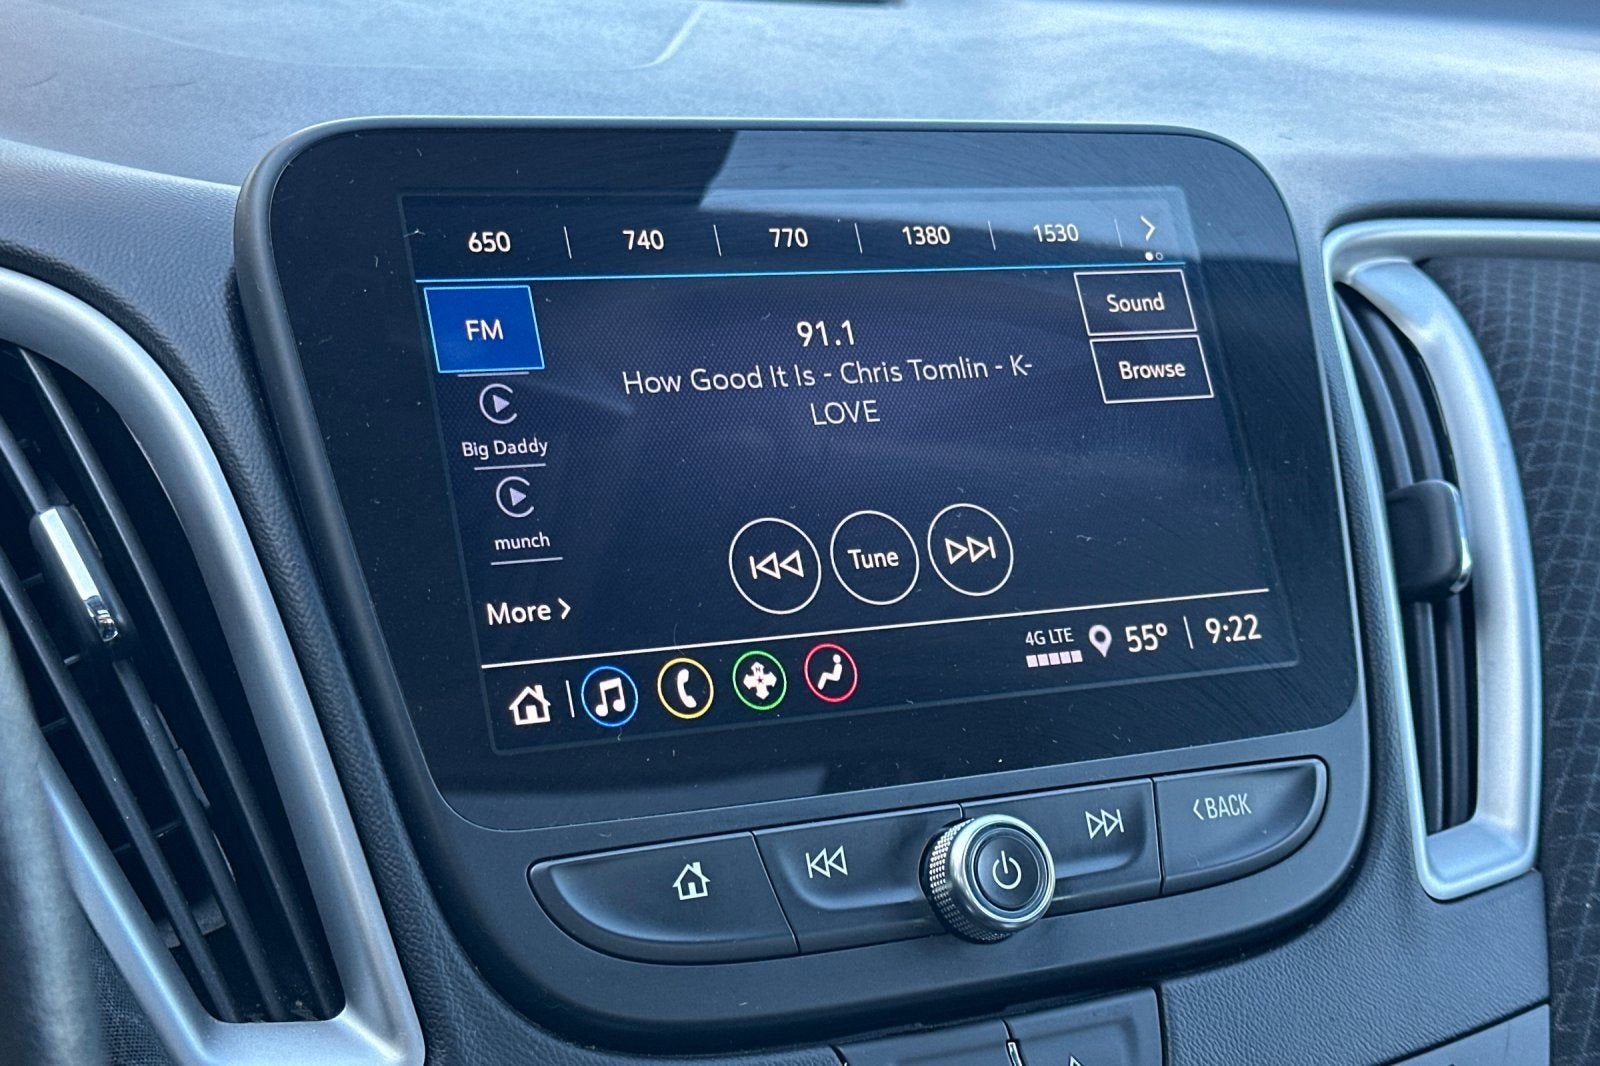 650 740 770 1380 1530
FM
91.1
How Good It Is - Chris Tomlin - K-
LOVE
Sound
Browse
Big Daddy
munch
More
Tune
4G LTE
55° 9:22
N
BACK